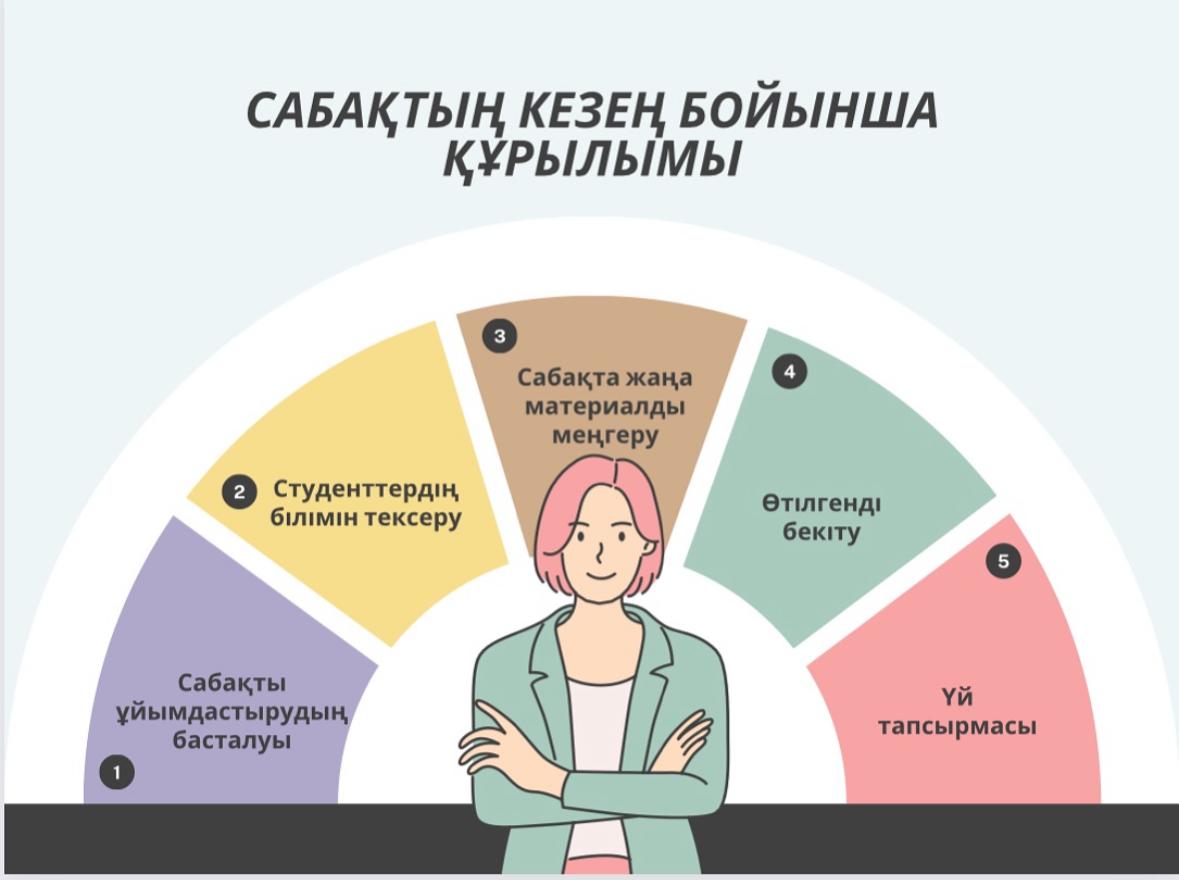 САБАҚТЫҢ КЕЗЕҢ БОЙЫНША
ҚҰРЫЛЫМЫ
1
Сабақты
ұйымдастырудың
басталуы
2
Студенттердің
білімін тексеру
3
Сабақта жаңа
материалды
меңгеру
4
Өтілгенді
бекіту
5
Үй
тапсырмасы